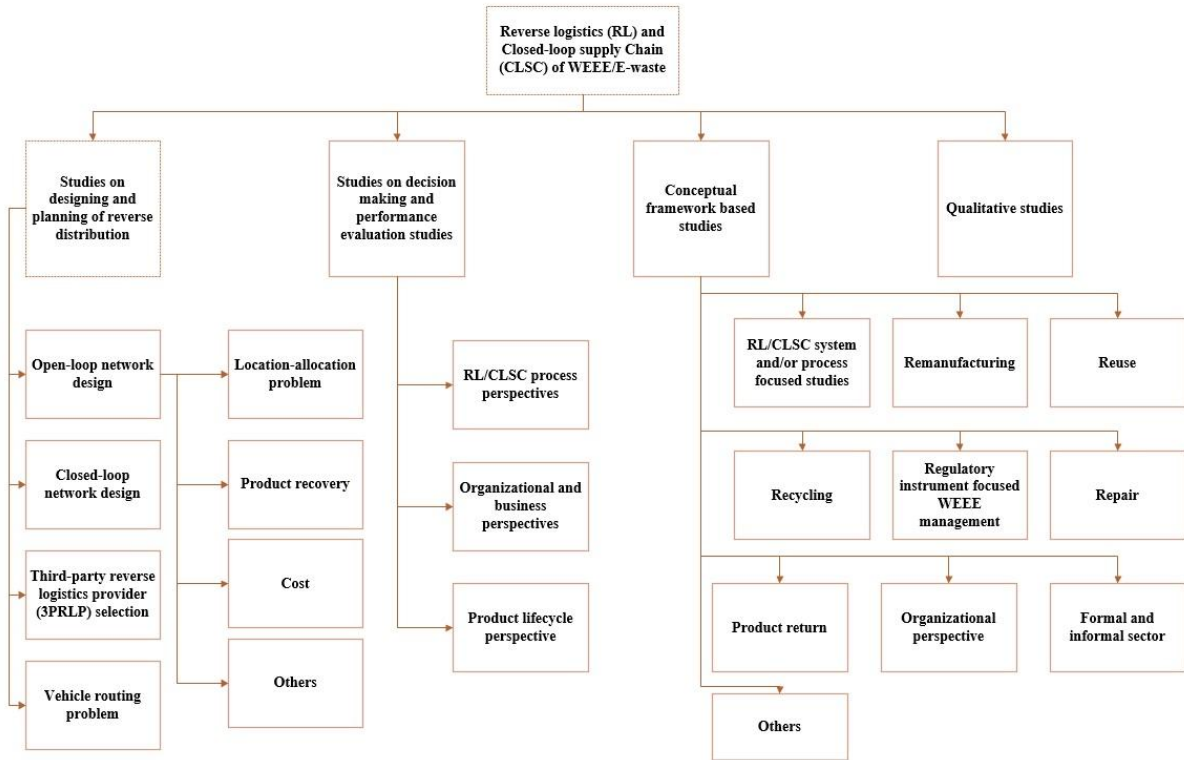 Reverse logistics (RL) and
Closed-loop supply Chain
(CLSC) of WEEE/E-waste
Studies on
designing and
planning of reverse
distribution
Studies on decision
making and
performance
evaluation studies
Conceptual
framework based
studies
Qualitative studies
Open-loop network
design
Closed-loop
network design
Third-party reverse
logistics provider
(3PRLP) selection
Vehicle routing
problem
Location-allocation
problem
Product recovery
Cost
Others
RL/CLSC process
perspectives
Organizational and
business
perspectives
Product lifecycle
perspective
RL/CLSC system
and/or process
focused studies
Remanufacturing
Reuse
Recycling
Regulatory
instrument focused
WEEE
management
Repair
Product return
Organizational
perspective
Formal and
informal sector
Others